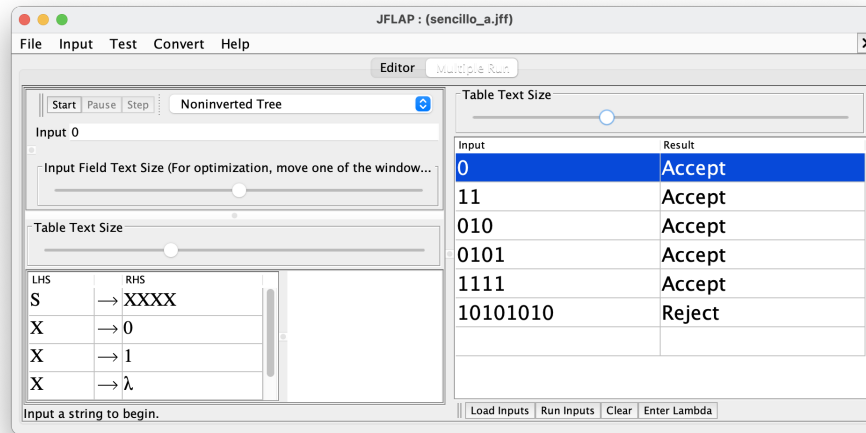 JFLAP : (sencillo_a.jff)
File Input Test Convert Help
Editor Multiple Run
Start Pause Step Noninverted Tree
Input 0
Input Field Text Size (For optimization, move one of the window...
Table Text Size
LHS RHS
S → XXXX
X → 0
X → 1
X → λ
Input a string to begin.
Table Text Size
Input Result
0 Accept
11 Accept
010 Accept
0101 Accept
1111 Accept
10101010 Reject
Load Inputs Run Inputs Clear Enter Lambda